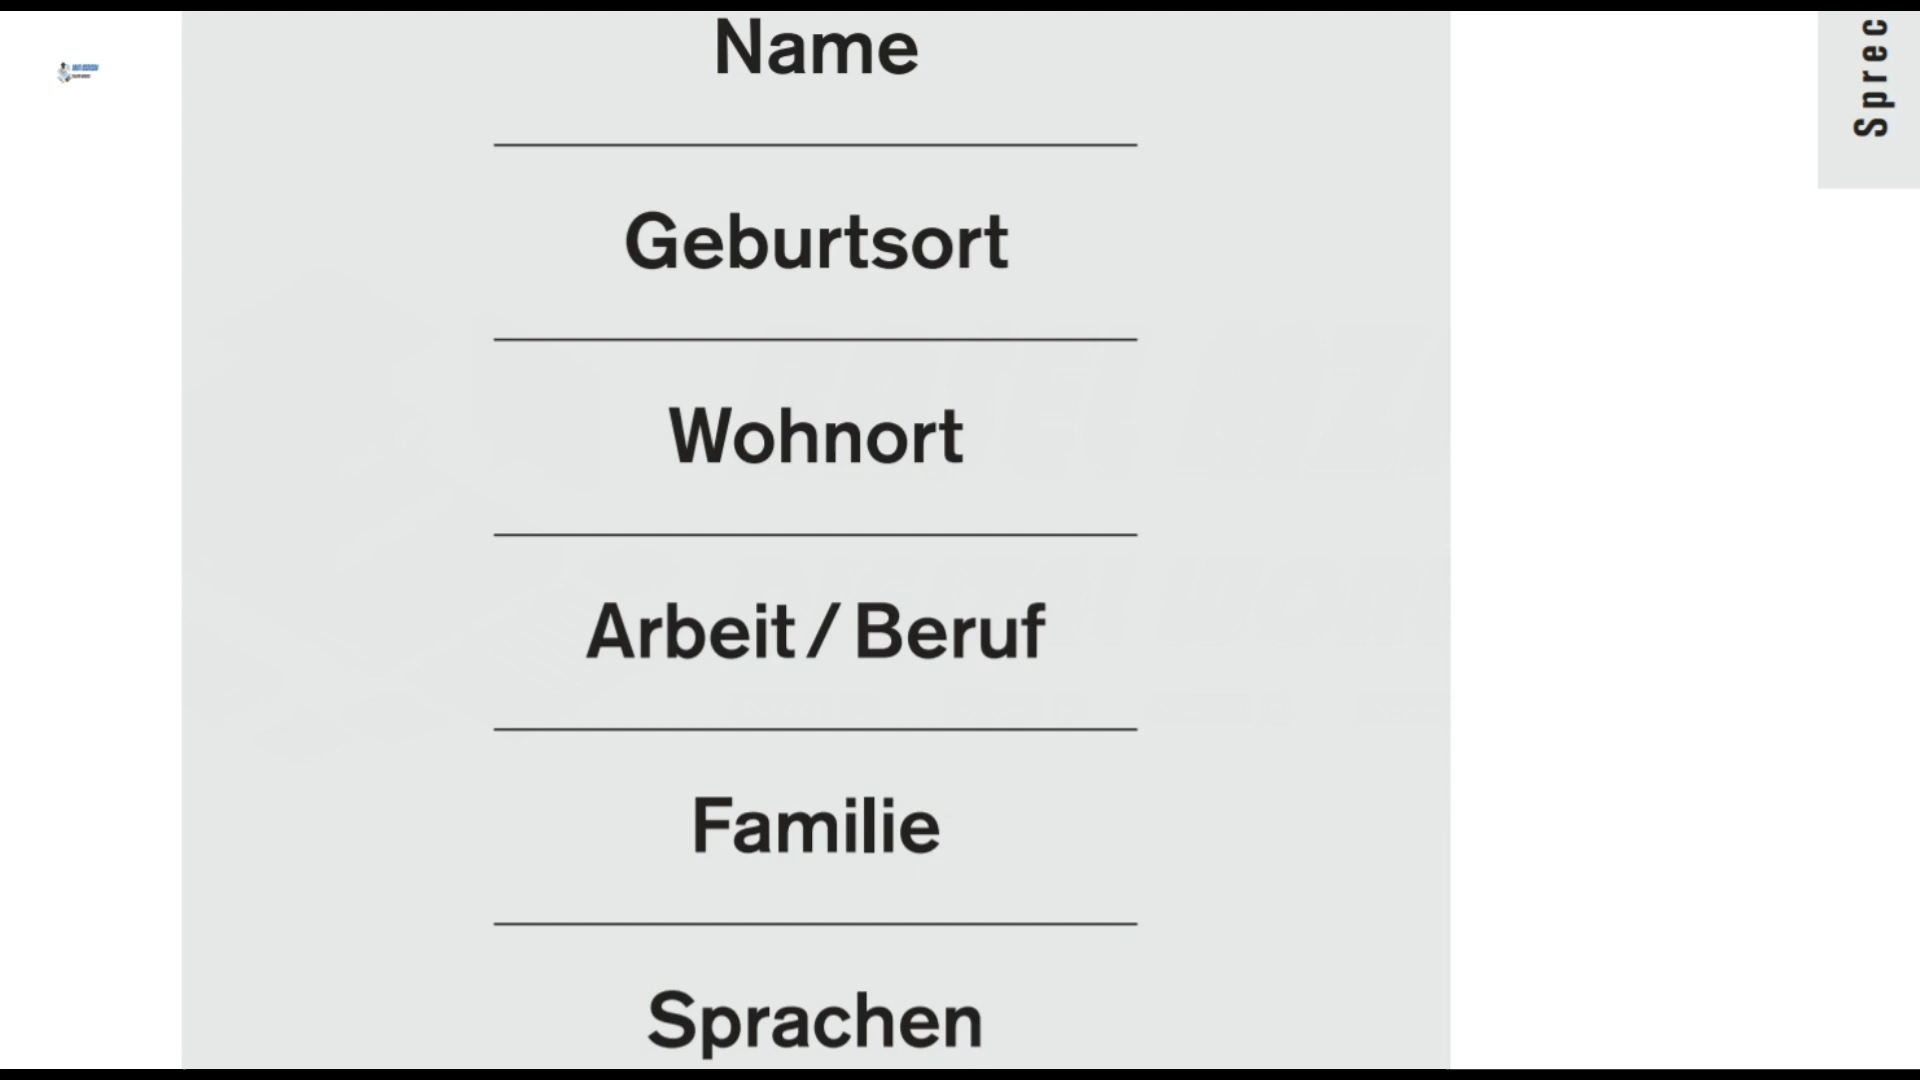 Name
Geburtsort
Wohnort
Arbeit / Beruf
Familie
Sprachen
Sprec